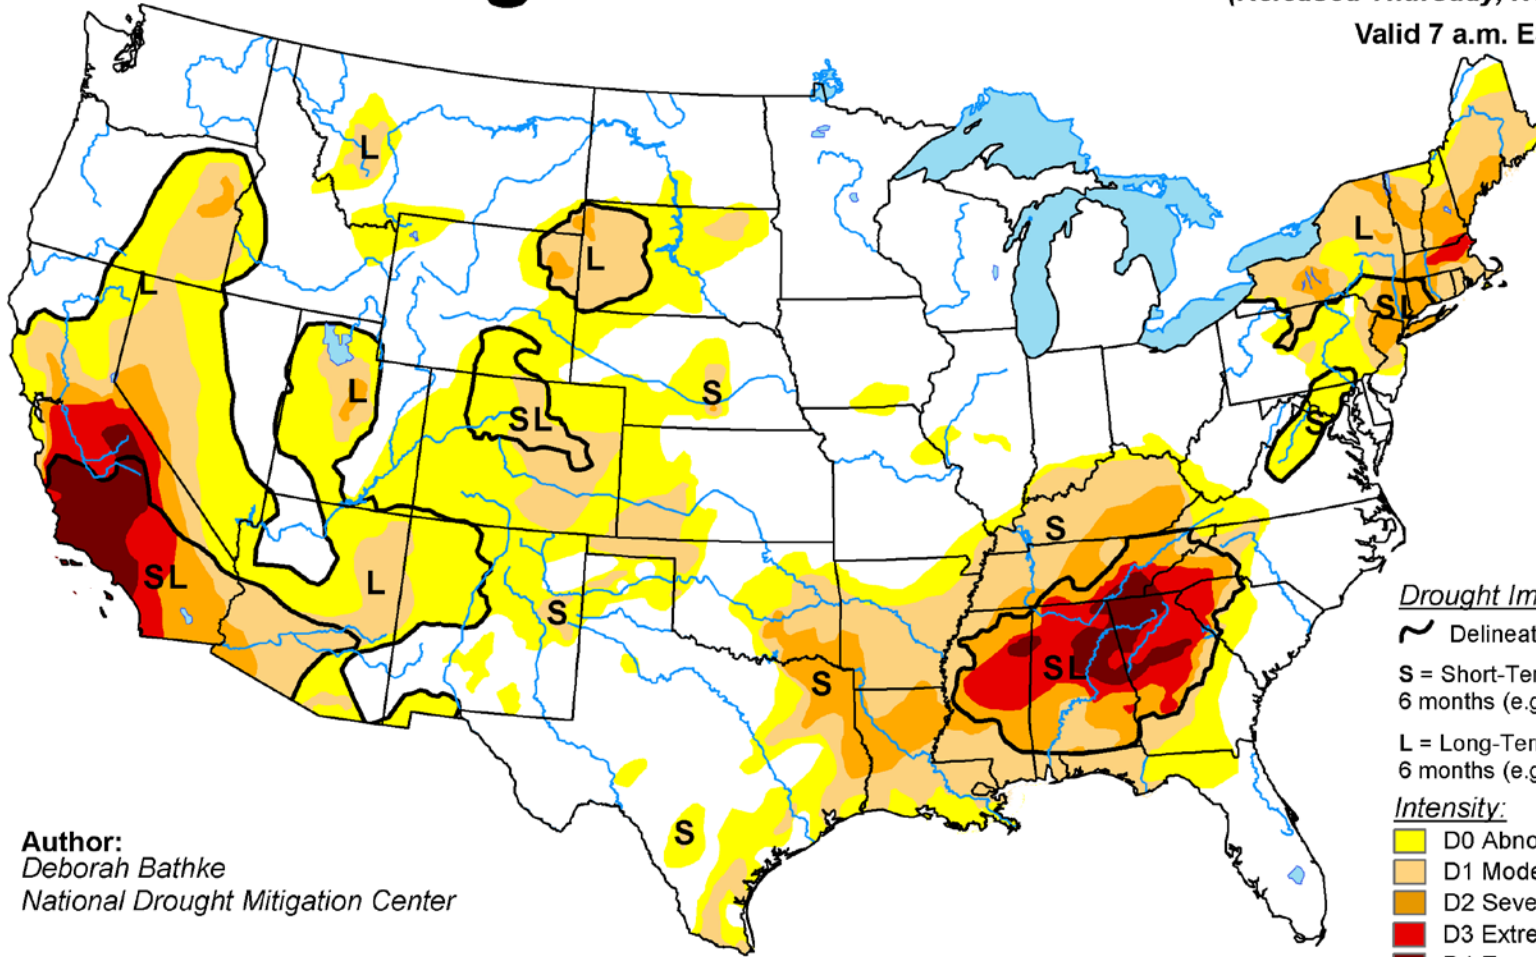 Valid 7 a.m. E
L
L
L
L
L
S
SL
SL
S
S
SL
L
S
S
SL
S
S
Drought Im
Delineat
S = Short-Ter
6 months (e.g
L = Long-Ter
6 months (e.g
Intensity:
D0 Abno
D1 Mode
D2 Seve
D3 Extre
Author:
Deborah Bathke
National Drought Mitigation Center